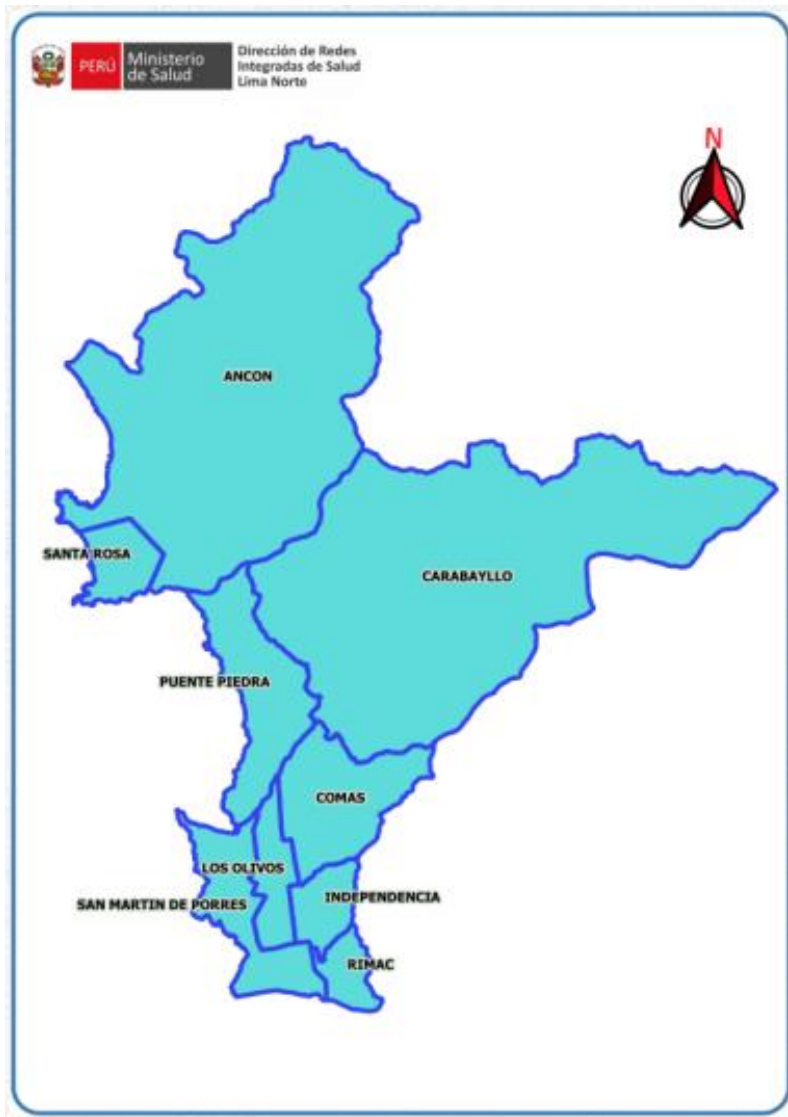 PERÚ
Ministerio
de Salud
Dirección de Redes
Integradas de Salud
Lima Norte
N
ANCON
SANTA ROSA
CARABAYLLO
PUENTE PIEDRA
COMAS
LOS OLIVOS
INDEPENDENCIA
SAN MARTIN DE PORRES
RIMAC